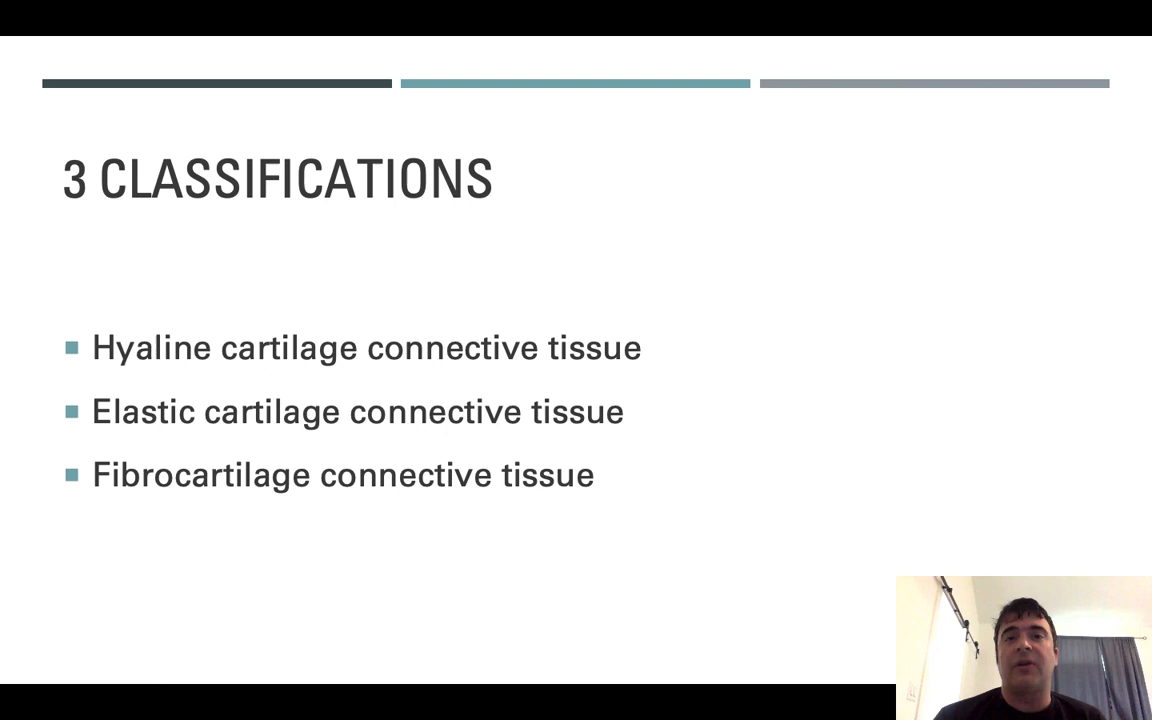 3 CLASSIFICATIONS
Hyaline cartilage connective tissue
Elastic cartilage connective tissue
Fibrocartilage connective tissue